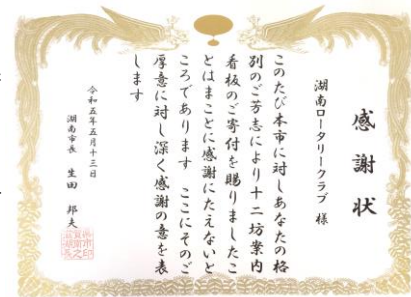 感謝状
湖南ロータリークラブ 様
このたび本市に対しあなたの格
別のご芳志により十二坊案内
看板のご寄付を賜りましたこ
とはまことに感謝にたえないと
ころであります ここにそのご
厚意に対し深く感謝の意を表
します
令和五年五月十三日
湖南市長 生田 邦夫